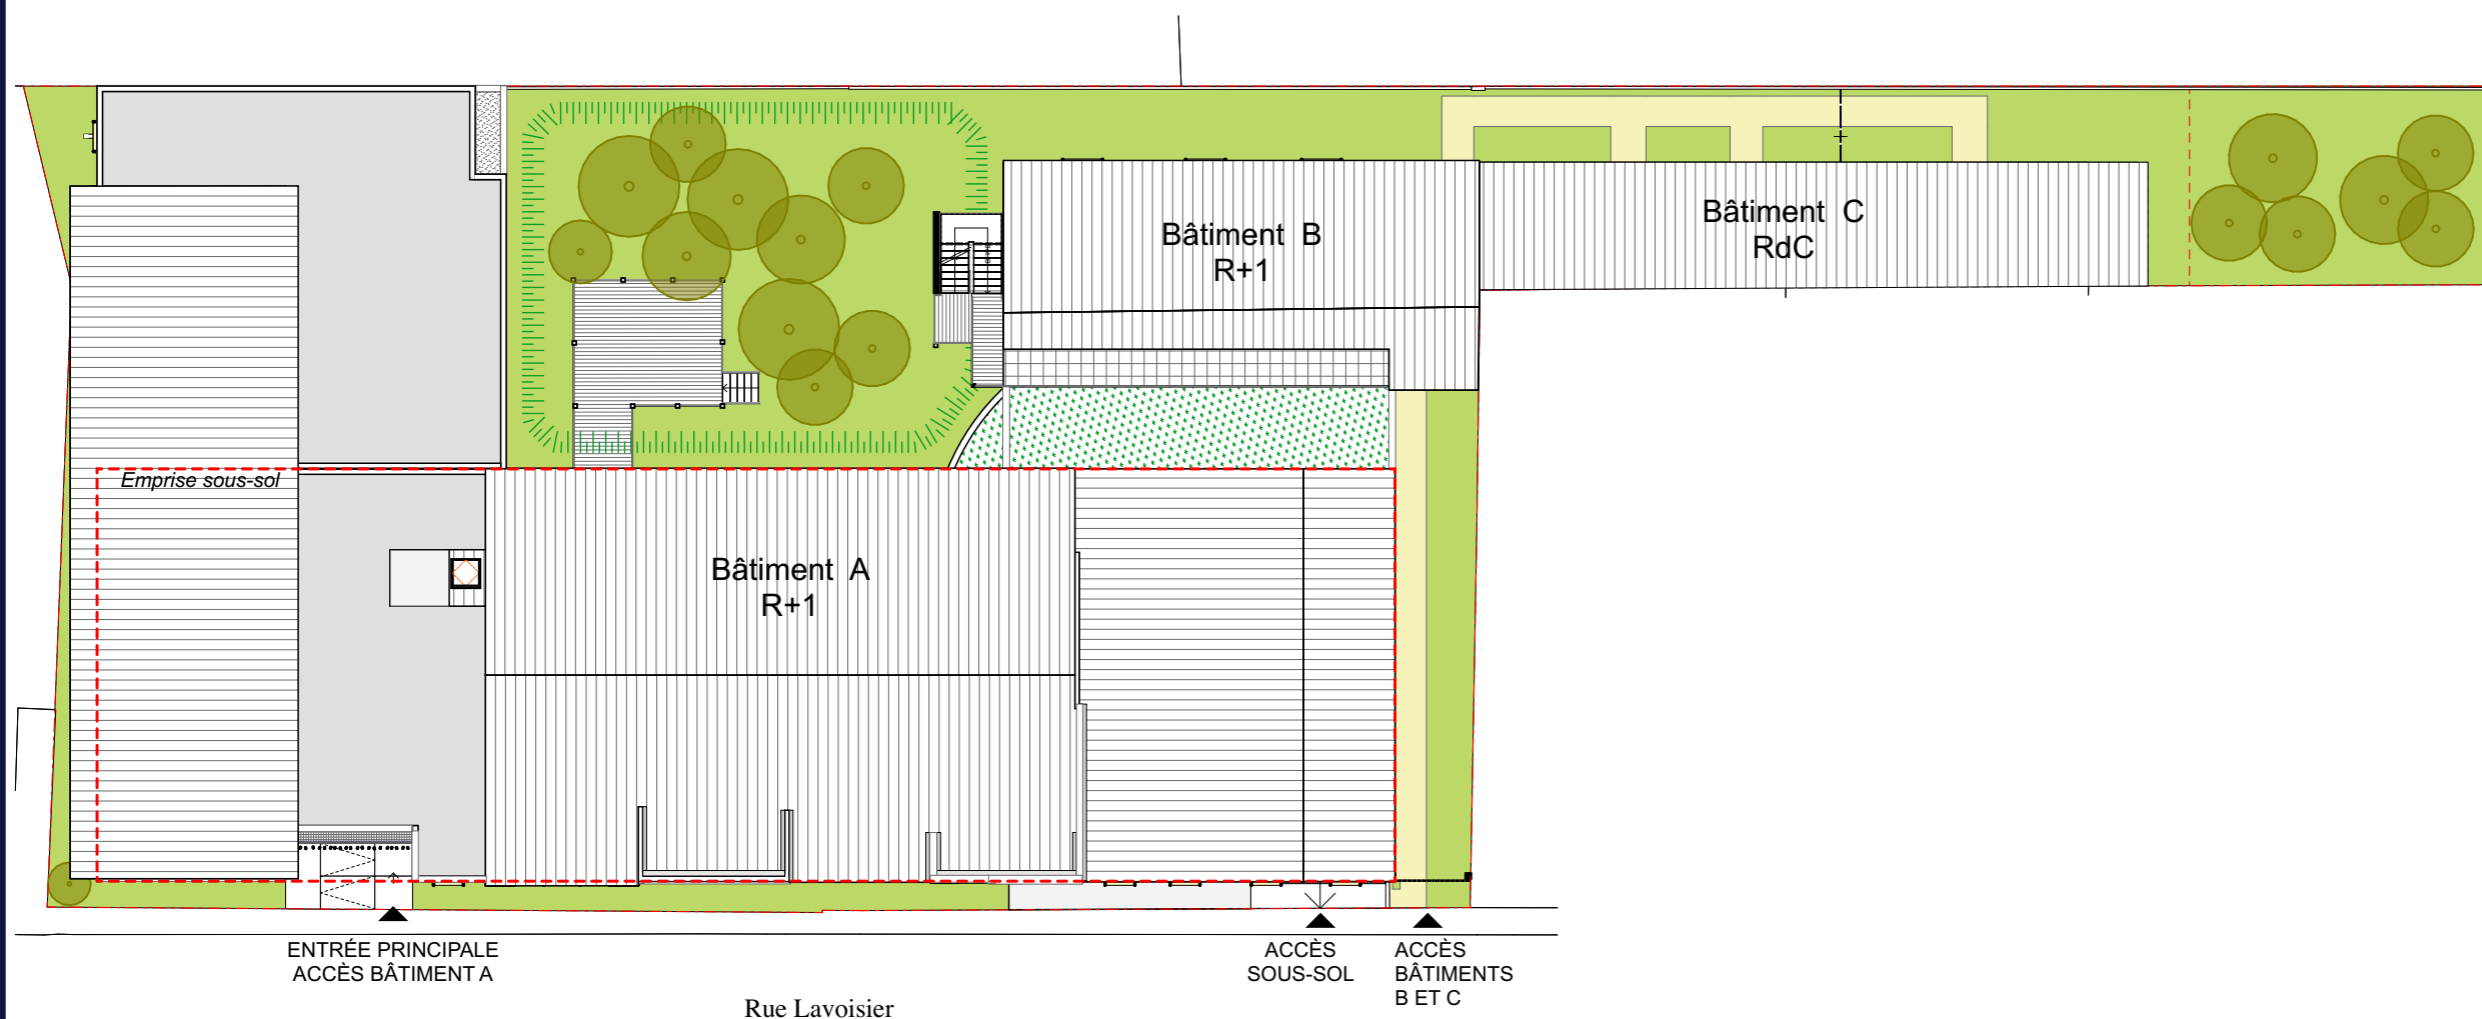 Bâtiment C
RdC
Bâtiment B
R+1
Emprise sous-sol
Bâtiment A
R+1
ENTRÉE PRINCIPALE
ACCÈS BÂTIMENT A
ACCÈS
SOUS-SOL
ACCÈS
BÂTIMENTS
B ET C
Rue Lavoisier